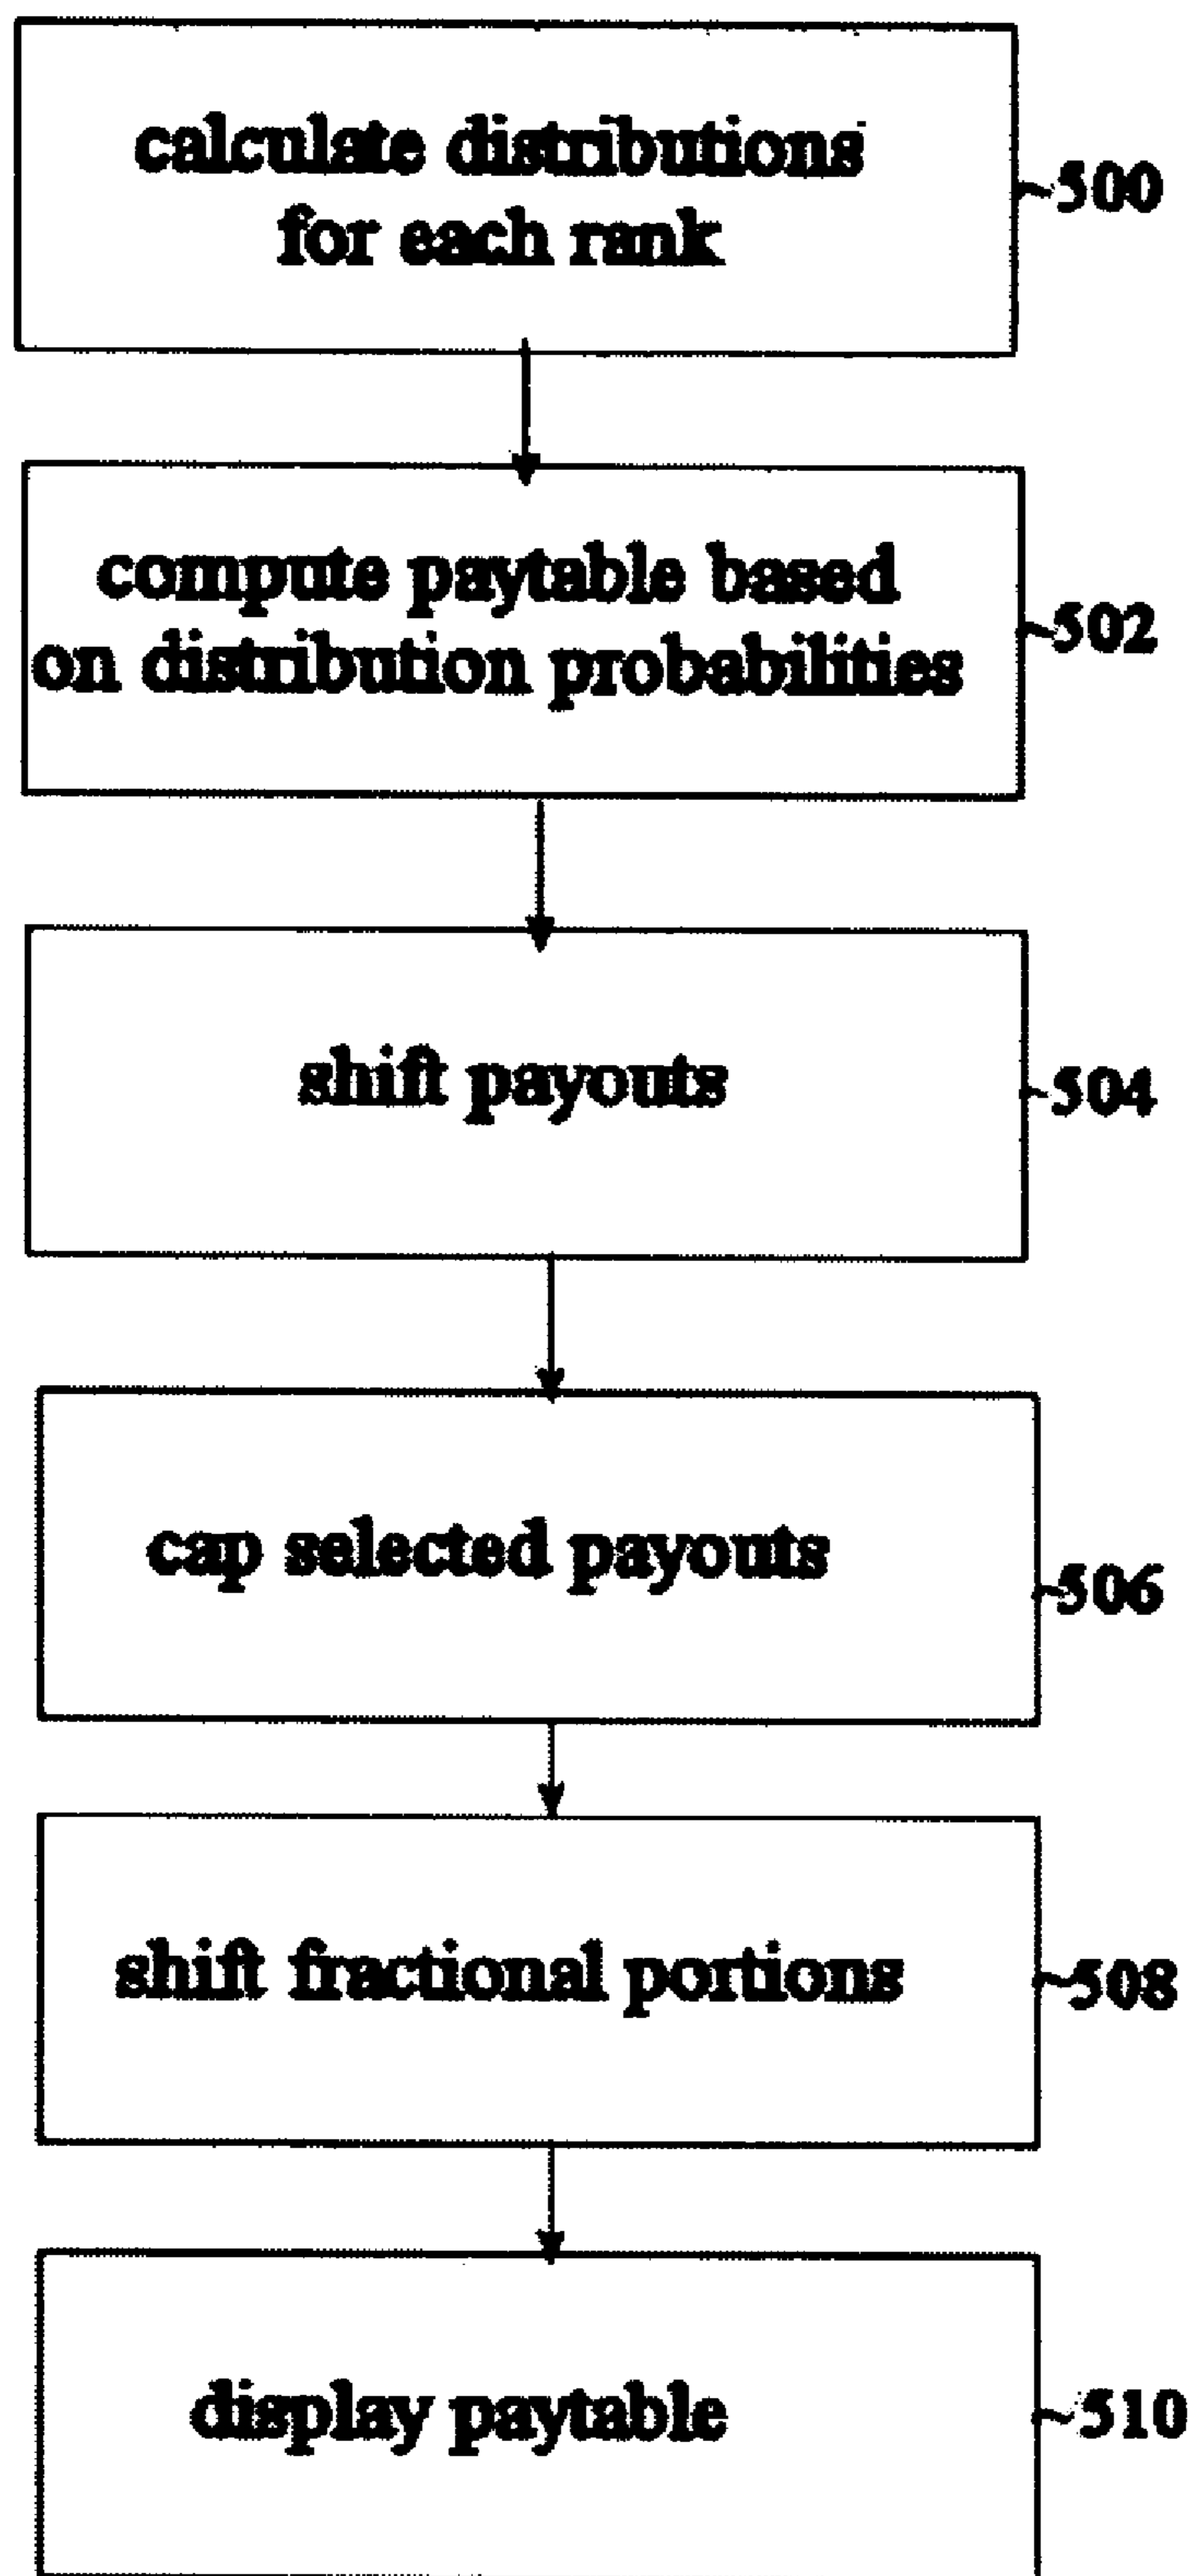 calculate distributions
for each rank
500
compute paytable based
on distribution probabilities
502
shift payouts
504
cap selected payouts
506
shift fractional portions
508
display paytable
510